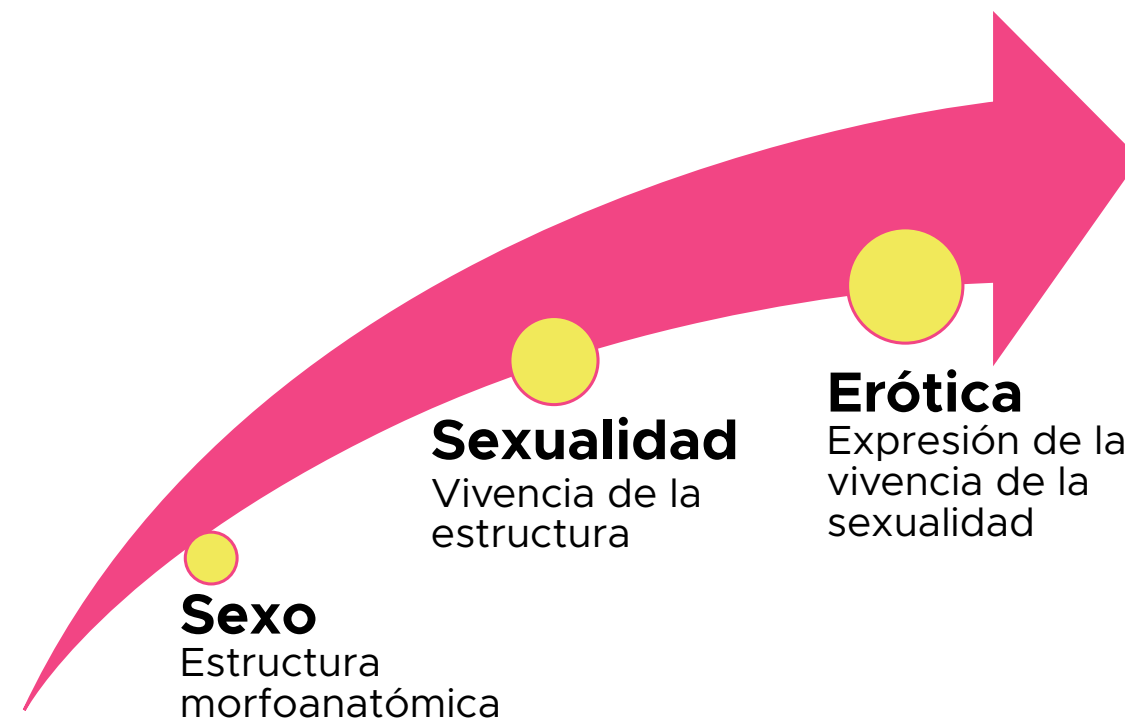 Sexo
Estructura
morfoanatómica
Sexualidad
Vivencia de la
estructura
Erótica
Expresión de la
vivencia de la
sexualidad